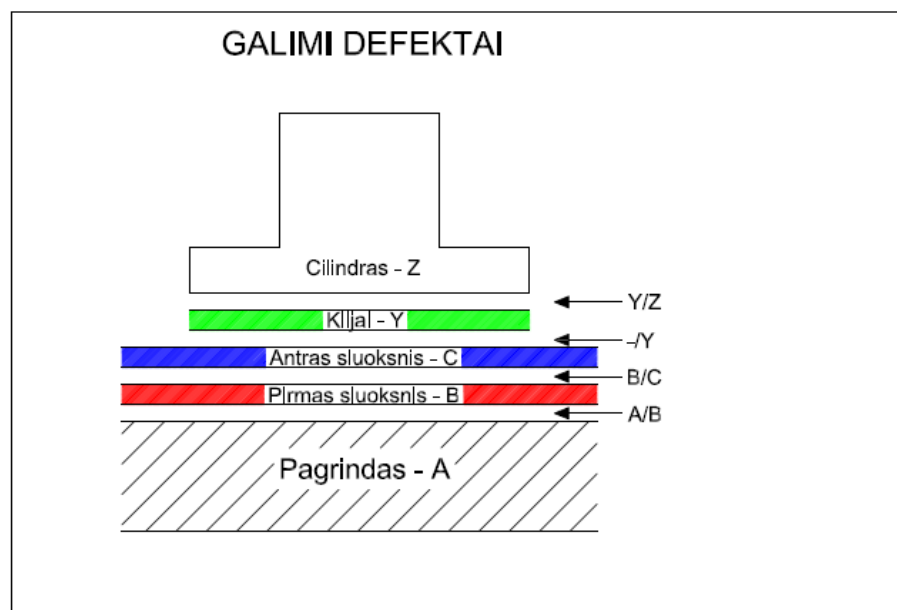 GALIMI DEFEKTAI
Cilindras - Z
Y/Z
Klijai - Y
-/Y
Antras sluoksnis - C
B/C
Pirmas sluoksnis - B
A/B
Pagrindas - A